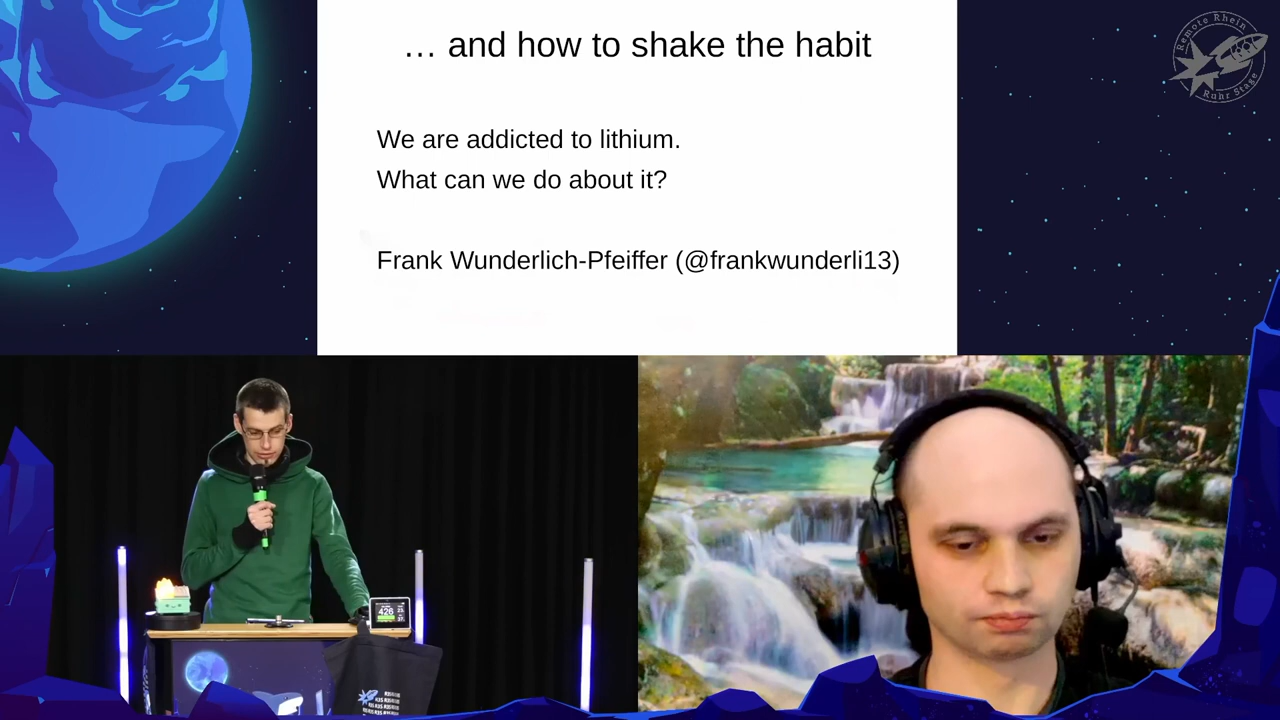 … and how to shake the habit
Remote Rhein
Ruhr Stage
We are addicted to lithium.
What can we do about it?
Frank Wunderlich-Pfeiffer (@frankwunderli13)
426